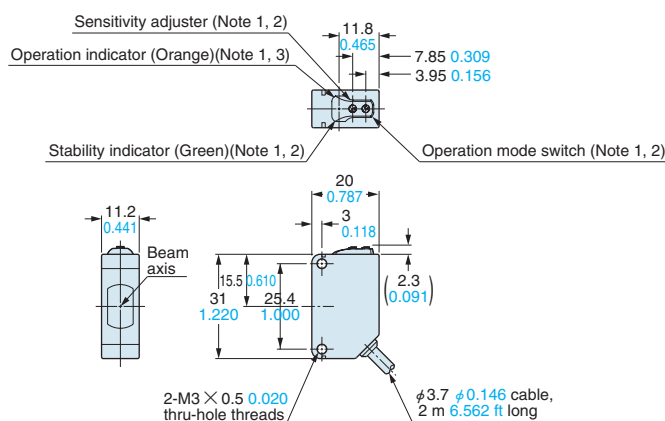 Sensitivity adjuster (Note 1, 2)
11.8
0.465
7.85 0.309
3.95 0.156
Operation indicator (Orange)(Note 1, 3)
Stability indicator (Green)(Note 1, 2)
Operation mode switch (Note 1, 2)
20
0.787
11.2
0.441
3
0.118
Beam
axis
15.5 0.610
31
1.220
25.4
1.000
(2.3
0.091)
2-M3 × 0.5 0.020
thru-hole threads
φ3.7 φ0.146 cable,
2 m 6.562 ft long